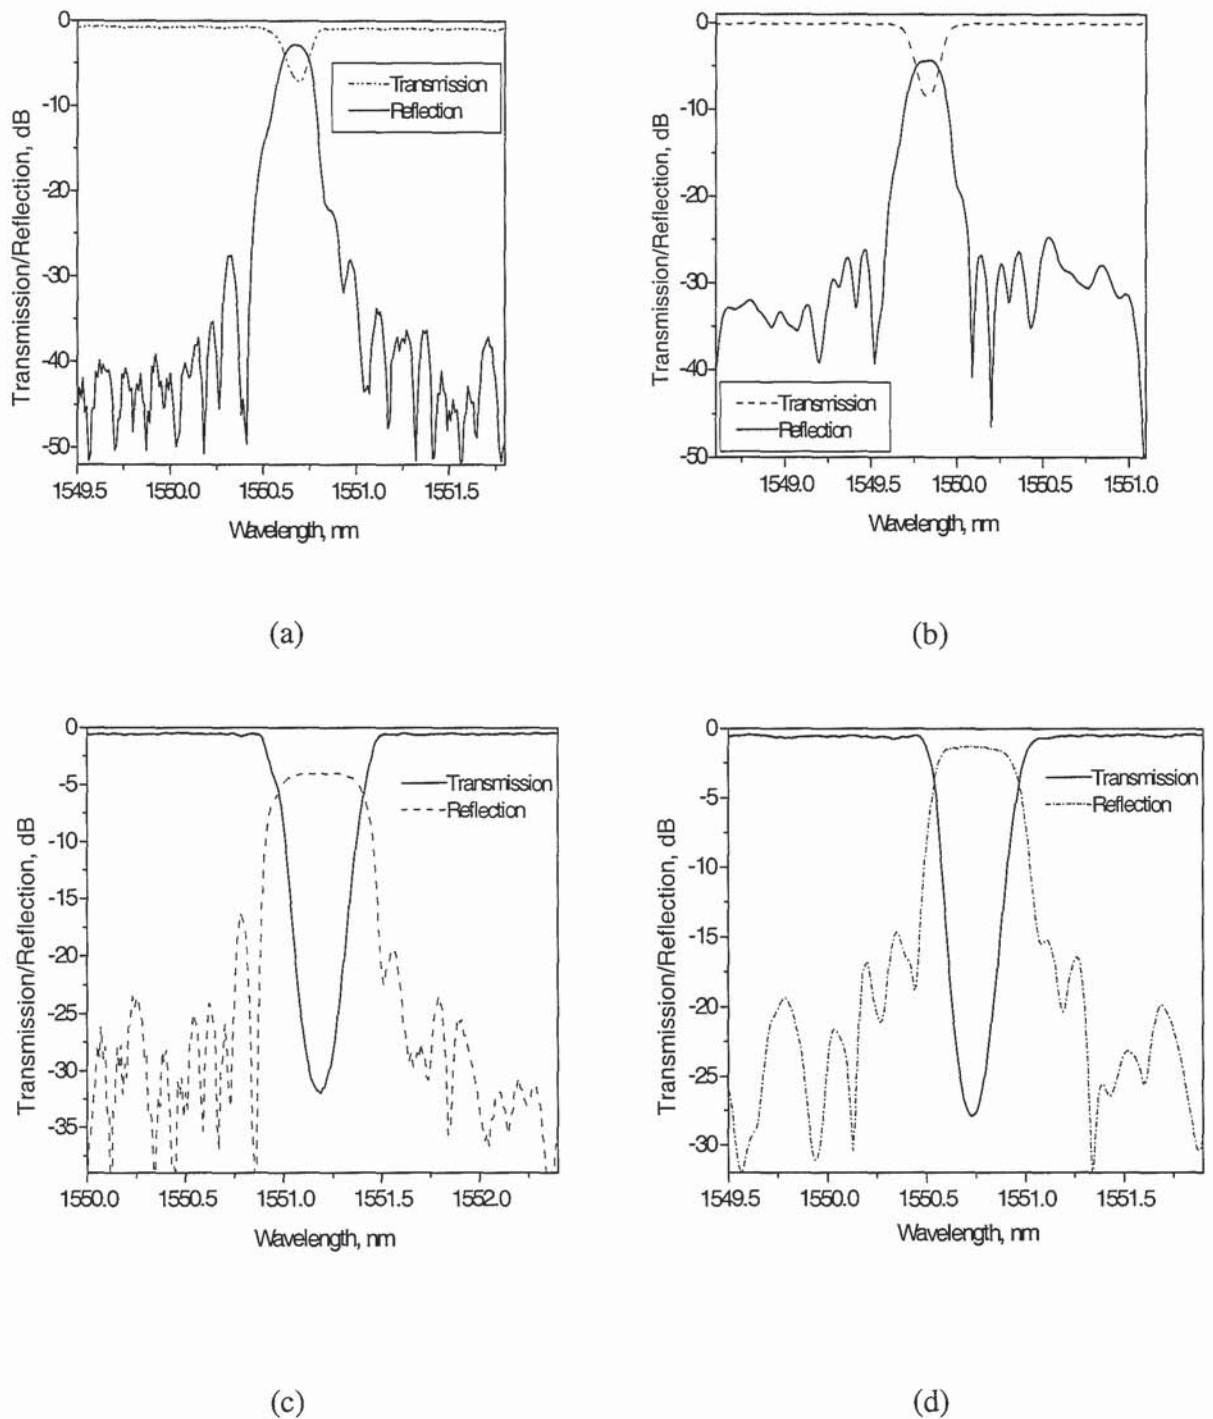 Transmission/Reflection, dB
0
-10
-20
-30
-40
-50
Transmission
Reflection
1549.5 1550.0 1550.5 1551.0 1551.5
Wavelength, nm
(a)
Transmission/Reflection, dB
0
-10
-20
-30
-40
-50
Transmission
Reflection
1549.0 1549.5 1550.0 1550.5 1551.0
Wavelength, nm
(b)
Transmission/Reflection, dB
0
-5
-10
-15
-20
-25
-30
-35
Transmission
Reflection
1550.0 1550.5 1551.0 1551.5 1552.0
Wavelength, nm
(c)
Transmission/Reflection, dB
0
-5
-10
-15
-20
-25
-30
Transmission
Reflection
1549.5 1550.0 1550.5 1551.0 1551.5
Wavelength, nm
(d)